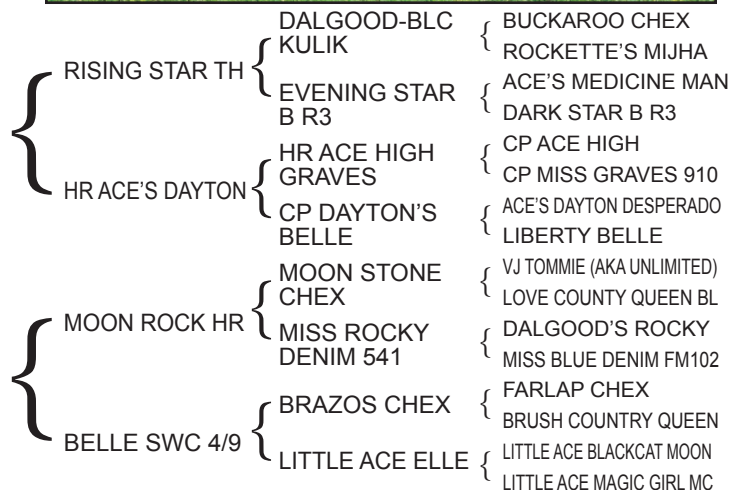 RISING STAR TH
DALGOOD-BLC
KULIK
BUCKAROO CHEX
ROCKETTE'S MIJHA
EVENING STAR
B R3
ACE'S MEDICINE MAN
DARK STAR B R3
HR ACE'S DAYTON
HR ACE HIGH
GRAVES
CP ACE HIGH
CP MISS GRAVES 910
CP DAYTON'S
BELLE
ACE'S DAYTON DESPERADO
LIBERTY BELLE
MOON ROCK HR
MOON STONE
CHEX
VJ TOMMIE (AKA UNLIMITED)
LOVE COUNTY QUEEN BL
MISS ROCKY
DENIM 541
DALGOOD'S ROCKY
MISS BLUE DENIM FM102
BELLE SWC 4/9
BRAZOS CHEX
FARLAP CHEX
BRUSH COUNTRY QUEEN
LITTLE ACE ELLE
LITTLE ACE BLACKCAT MOON
LITTLE ACE MAGIC GIRL MC